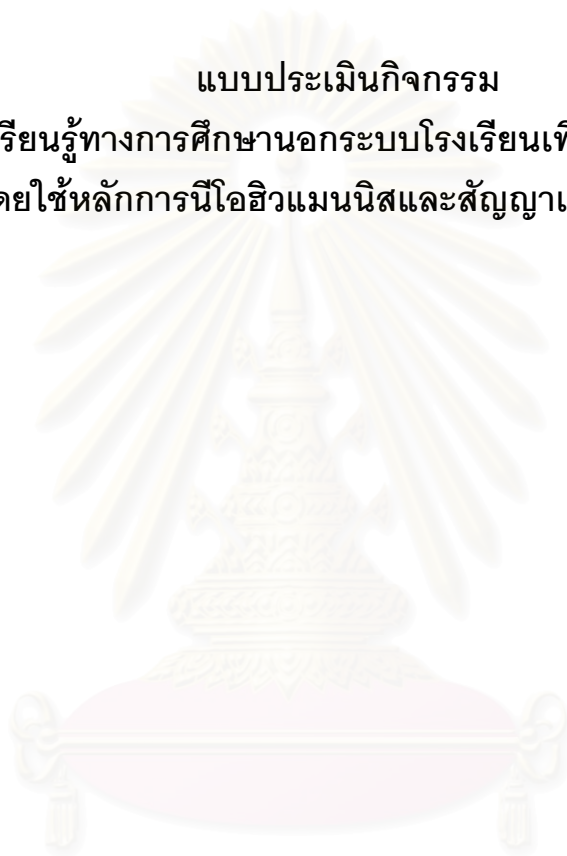 แบบประเมินกิจกรรม
รียนรู้ทางการศึกษานอกระบบโรงเรียน
ดยใช้หลักการนีโอฮิวแมนนิสและสัญญา